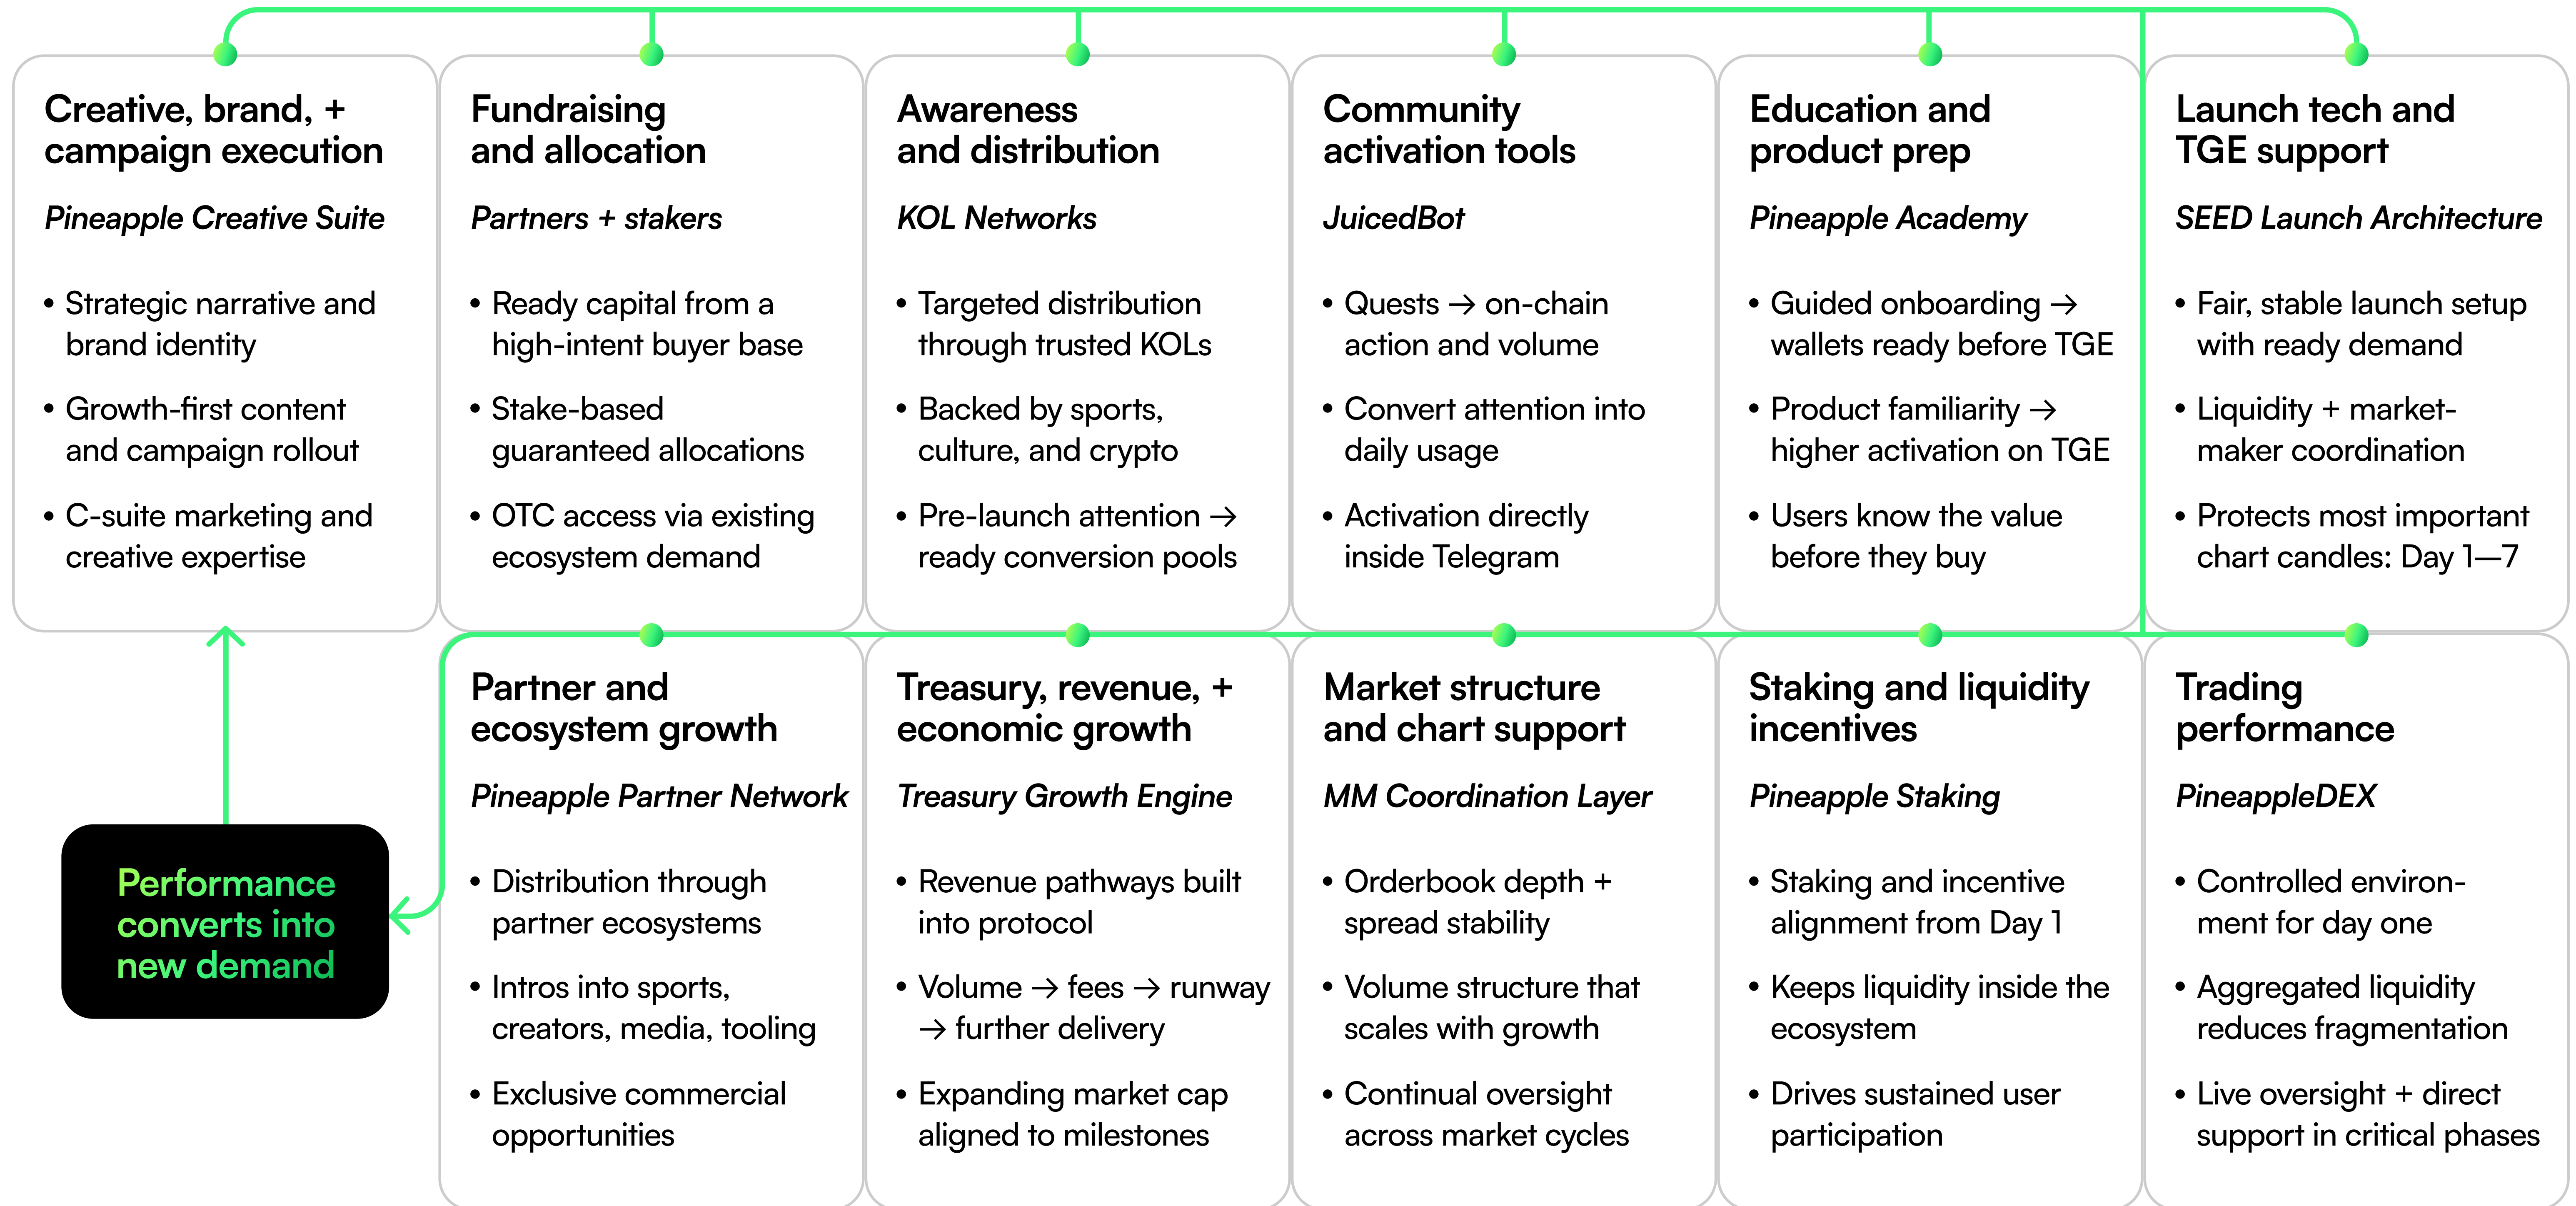 Creative, brand, +
campaign execution
Pineapple Creative Suite
• Strategic narrative and
brand identity
• Growth-first content
and campaign rollout
• C-suite marketing and
creative expertise
Fundraising
and allocation
Partners + stakers
• Ready capital from a
high-intent buyer base
• Stake-based
guaranteed allocations
• OTC access via existing
ecosystem demand
Awareness
and distribution
KOL Networks
• Targeted distribution
through trusted KOLs
• Backed by sports,
culture, and crypto
• Pre-launch attention →
ready conversion pools
Community
activation tools
JuicedBot
• Quests → on-chain
action and volume
• Convert attention into
daily usage
• Activation directly
inside Telegram
Education and
product prep
Pineapple Academy
• Guided onboarding →
wallets ready before TGE
• Product familiarity →
higher activation on TGE
• Users know the value
before they buy
Launch tech and
TGE support
SEED Launch Architecture
• Fair, stable launch setup
with ready demand
• Liquidity + market-
maker coordination
• Protects most important
chart candles: Day 1—7
Performance
converts into
new demand
Partner and
ecosystem growth
Pineapple Partner Network
• Distribution through
partner ecosystems
• Intros into sports,
creators, media, tooling
• Exclusive commercial
opportunities
Treasury, revenue, +
economic growth
Treasury Growth Engine
• Revenue pathways built
into protocol
• Volume → fees → runway
→ further delivery
• Expanding market cap
aligned to milestones
Market structure
and chart support
MM Coordination Layer
• Orderbook depth +
spread stability
• Volume structure that
scales with growth
• Continual oversight
across market cycles
Staking and liquidity
incentives
Pineapple Staking
• Staking and incentive
alignment from Day 1
• Keeps liquidity inside the
ecosystem
• Drives sustained user
participation
Trading
performance
PineappleDEX
• Controlled environ-
ment for day one
• Aggregated liquidity
reduces fragmentation
• Live oversight + direct
support in critical phases